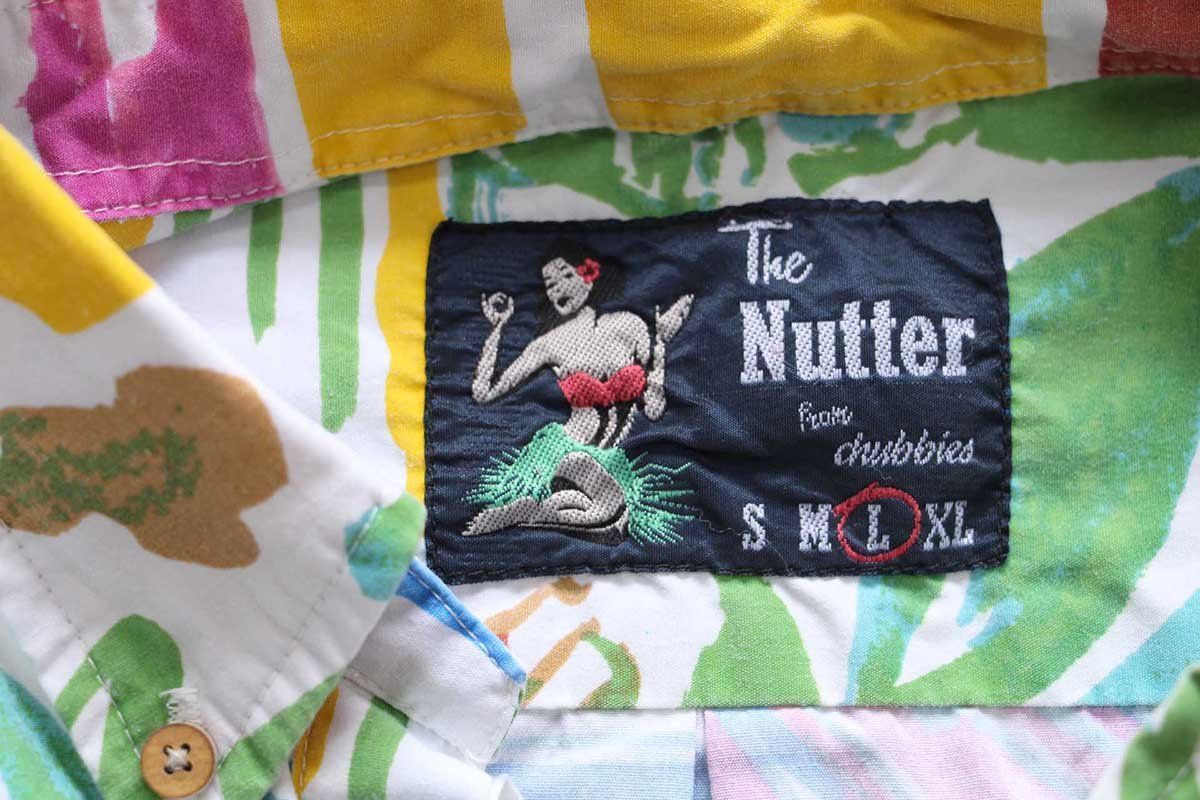 The
Nutter
from
chubbies
S M L XL